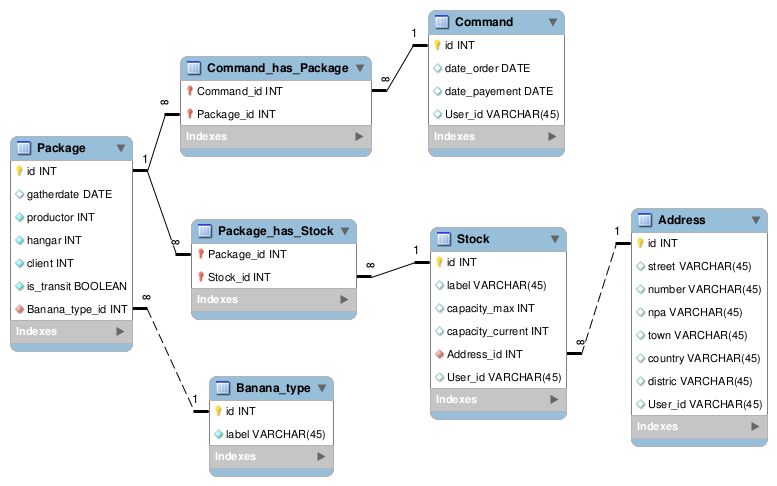 Command
id INT
date_order DATE
date_payement DATE
User_id VARCHAR(45)
Indexes
1
∞
Command_has_Package
Command_id INT
Package_id INT
Indexes
∞
1
Package
id INT
gatherdate DATE
productor INT
hangar INT
client INT
is_transit BOOLEAN
Banana_type_id INT
Indexes
∞
∞
Package_has_Stock
Package_id INT
Stock_id INT
Indexes
∞
1
Stock
id INT
label VARCHAR(45)
capacity_max INT
capacity_current INT
Address_id INT
User_id VARCHAR(45)
Indexes
∞
1
Address
id INT
street VARCHAR(45)
number VARCHAR(45)
npa VARCHAR(45)
town VARCHAR(45)
country VARCHAR(45)
distric VARCHAR(45)
User_id VARCHAR(45)
Indexes
1
Banana_type
id INT
label VARCHAR(45)
Indexes